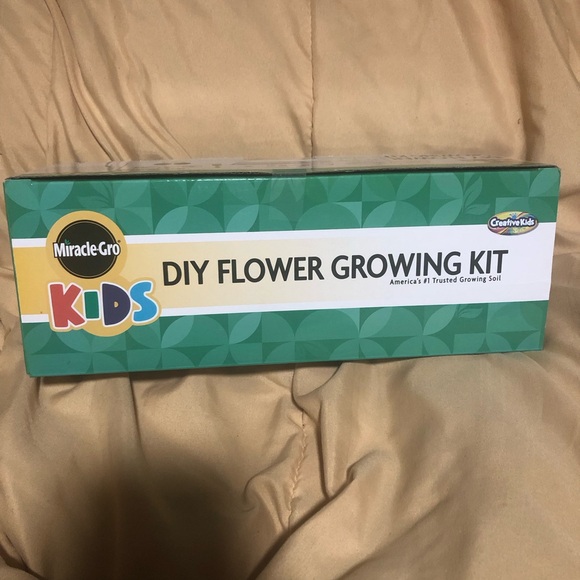 Miracle-Gro
KIDS
DIY FLOWER GROWING KIT
America's #1 Trusted Growing Soil
Creative Kids